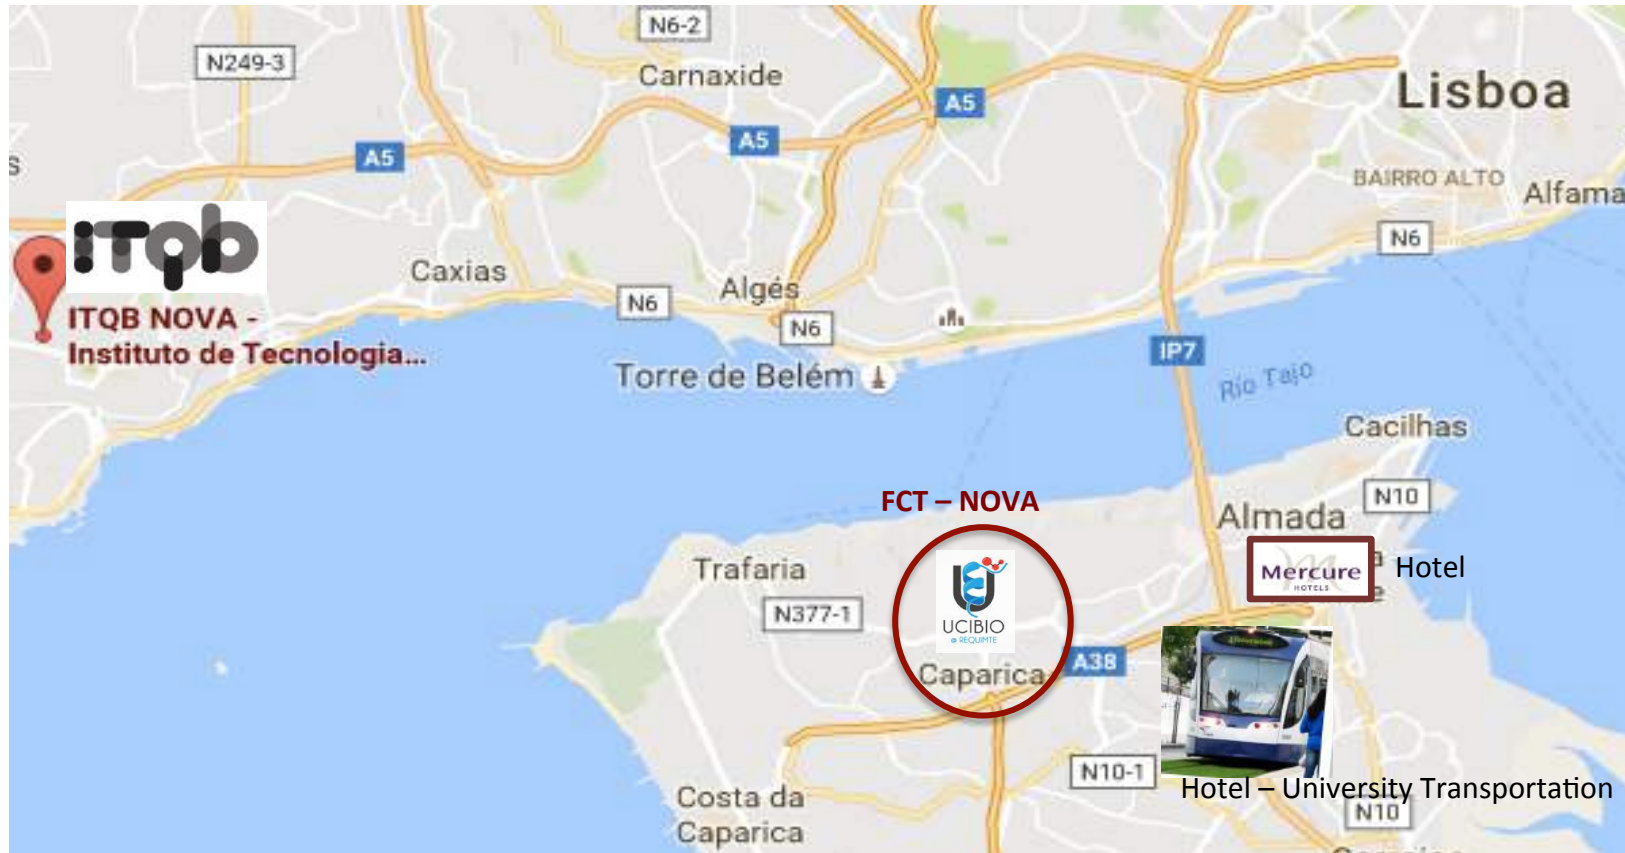 N6-2
N249-3
Carnaxide
Lisboa
A5
A5
A5
s
BAIRRO ALTO
Alfama
ITqb
N6
Caxias
Algés
N6
ITQB NOVA -
N6
Instituto de Tecnologia...
IP7
Torre de Belém
Río Tajo
Cacilhas
FCT – NOVA
N10
Almada
Trafaria
Mercure
HOTELS
a
Hotel
e
N377-1
UCIBIO
@ REQUIMTE
Caparica
A38
N10-1
Hotel – University Transportation
Costa da
Caparica
N10